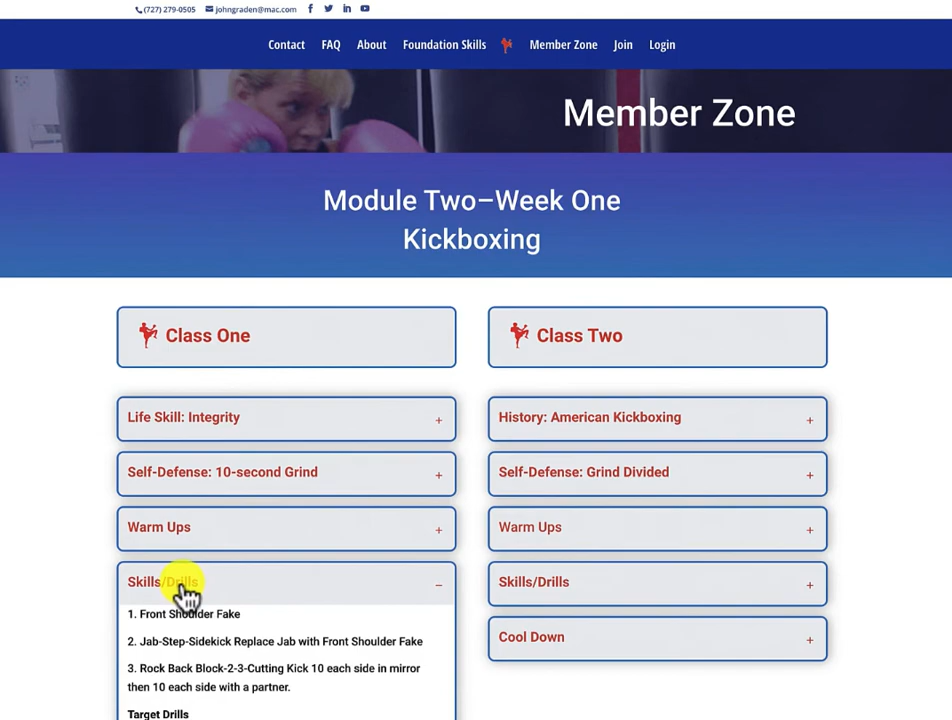 (727) 279-0505 johngraden@mac.com
Contact FAQ About Foundation Skills Member Zone Join Login
Member Zone
Module Two–Week One
Kickboxing
Class One
Life Skill: Integrity +
Self-Defense: 10-second Grind +
Warm Ups +
Skills/Drills –
1. Front Shoulder Fake
2. Jab-Step-Sidekick Replace Jab with Front Shoulder Fake
3. Rock Back Block-2-3-Cutting Kick 10 each side in mirror
then 10 each side with a partner.
Target Drills
Class Two
History: American Kickboxing +
Self-Defense: Grind Divided +
Warm Ups +
Skills/Drills +
Cool Down +